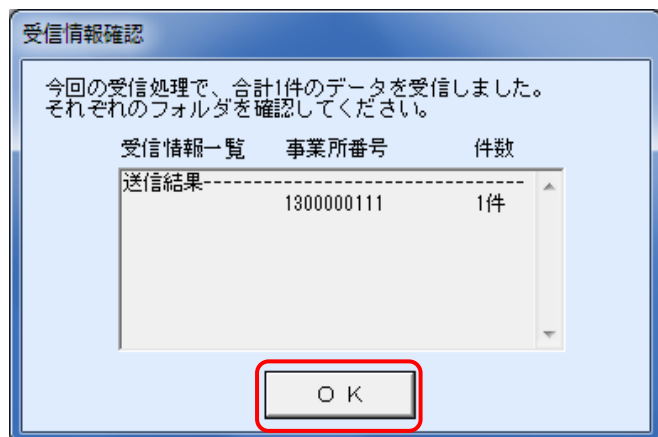 受信情報確認
今回の受信処理で、合計1件のデータを受信しました。
それぞれのフォルダを確認してください。
受信情報一覧 事業所番号 件数
送信結果--------------------------------
1300000111 1件
ＯＫ